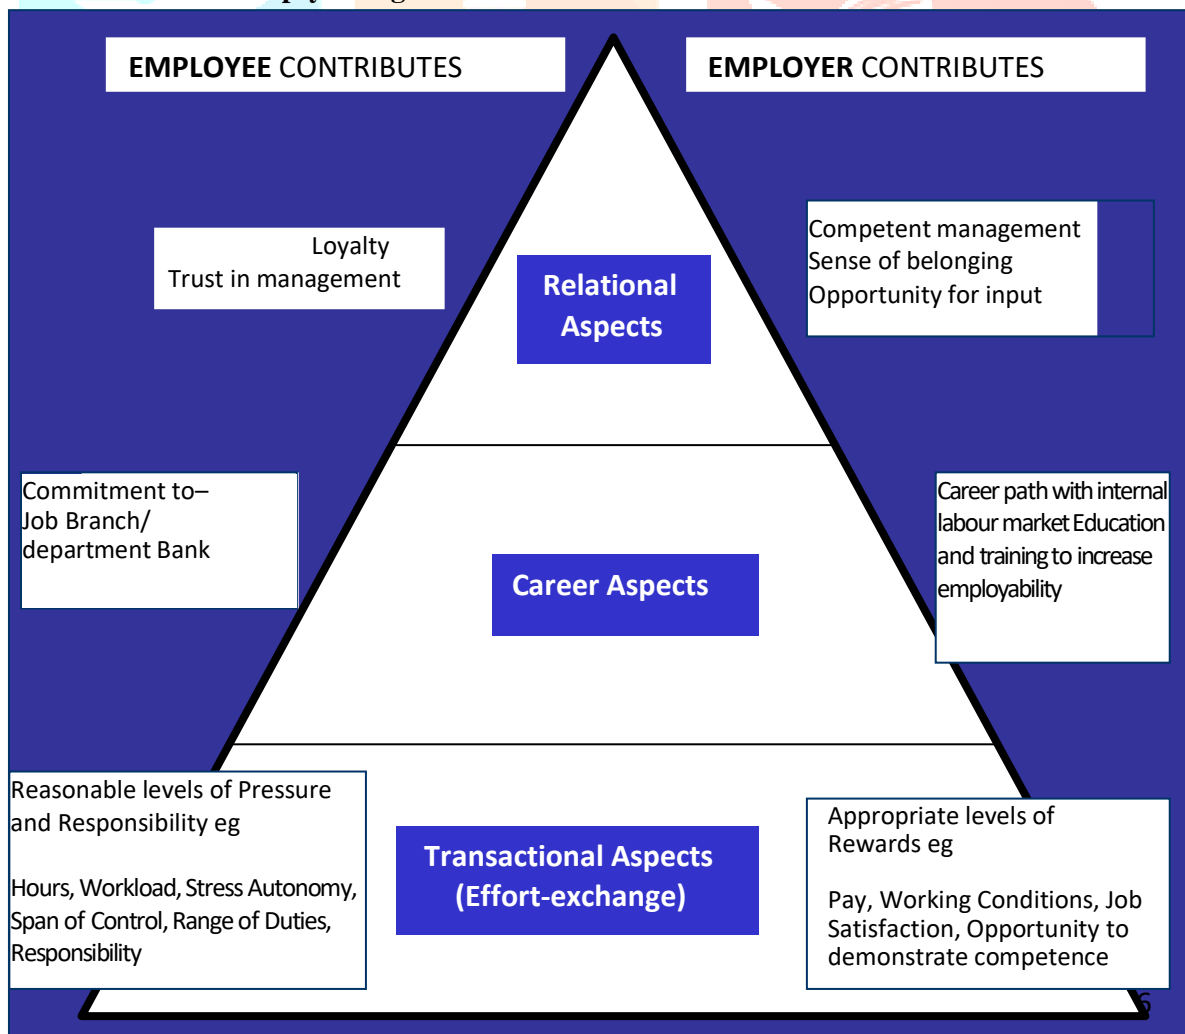 EMPLOYEE CONTRIBUTES
EMPLOYER CONTRIBUTES
Loyalty
Trust in management
Relational
Aspects
Competent management
Sense of belonging
Opportunity for input
Commitment to–
Job Branch/
department Bank
Career Aspects
Career path with internal
labour market Education
and training to increase
employability
Reasonable levels of Pressure
and Responsibility eg
Hours, Workload, Stress Autonomy,
Span of Control, Range of Duties,
Responsibility
Transactional Aspects
(Effort-exchange)
Appropriate levels of
Rewards eg
Pay, Working Conditions, Job
Satisfaction, Opportunity to
demonstrate competence
6